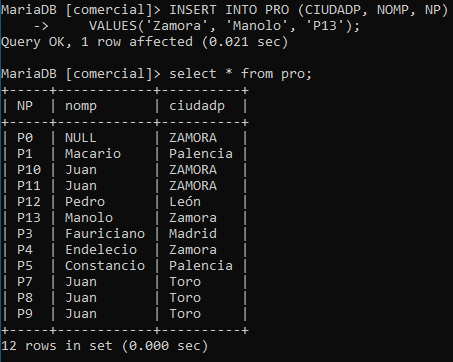 MariaDB [comercial]> INSERT INTO PRO (CIUDADP, NOMP, NP)
    ->     VALUES('Zamora', 'Manolo', 'P13');
Query OK, 1 row affected (0.021 sec)

MariaDB [comercial]> select * from pro;
+-----+------------+----------+
| NP  | nomp       | ciudadp  |
+-----+------------+----------+
| P0  | NULL       | ZAMORA   |
| P1  | Macario    | Palencia |
| P10 | Juan       | ZAMORA   |
| P11 | Juan       | ZAMORA   |
| P12 | Pedro      | León     |
| P13 | Manolo     | Zamora   |
| P3  | Fauriciano | Madrid   |
| P4  | Endelecio  | Zamora   |
| P5  | Constancio | Palencia |
| P7  | Juan       | Toro     |
| P8  | Juan       | Toro     |
| P9  | Juan       | Toro     |
+-----+------------+----------+
12 rows in set (0.000 sec)